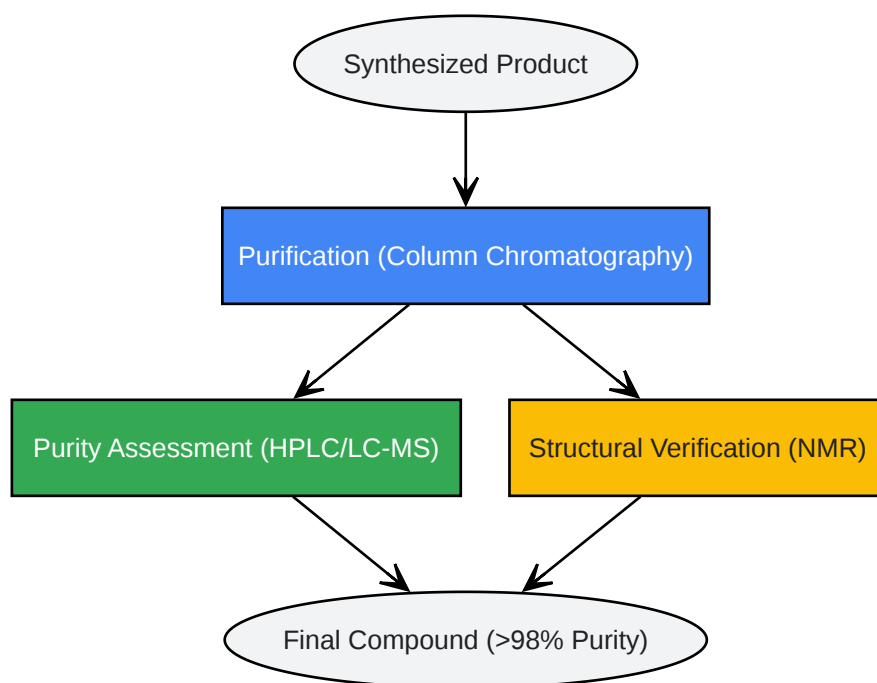 Synthesized Product
Purification (Column Chromatography)
Purity Assessment (HPLC/LC-MS)
Structural Verification (NMR)
Final Compound (>98% Purity)